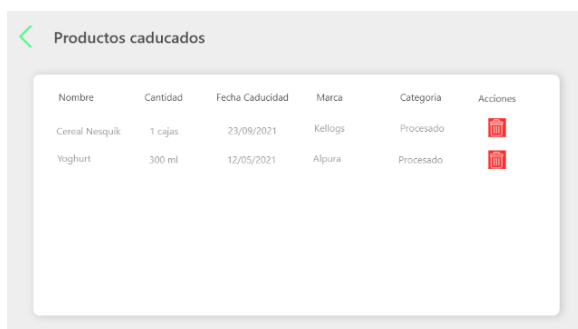 Productos caducados
Nombre Cantidad Fecha Caducidad Marca Categoria Acciones
Cereal Nesquik 1 cajas 23/09/2021 Kellogs Procesado
Yoghurt 300 ml 12/05/2021 Alpura Procesado